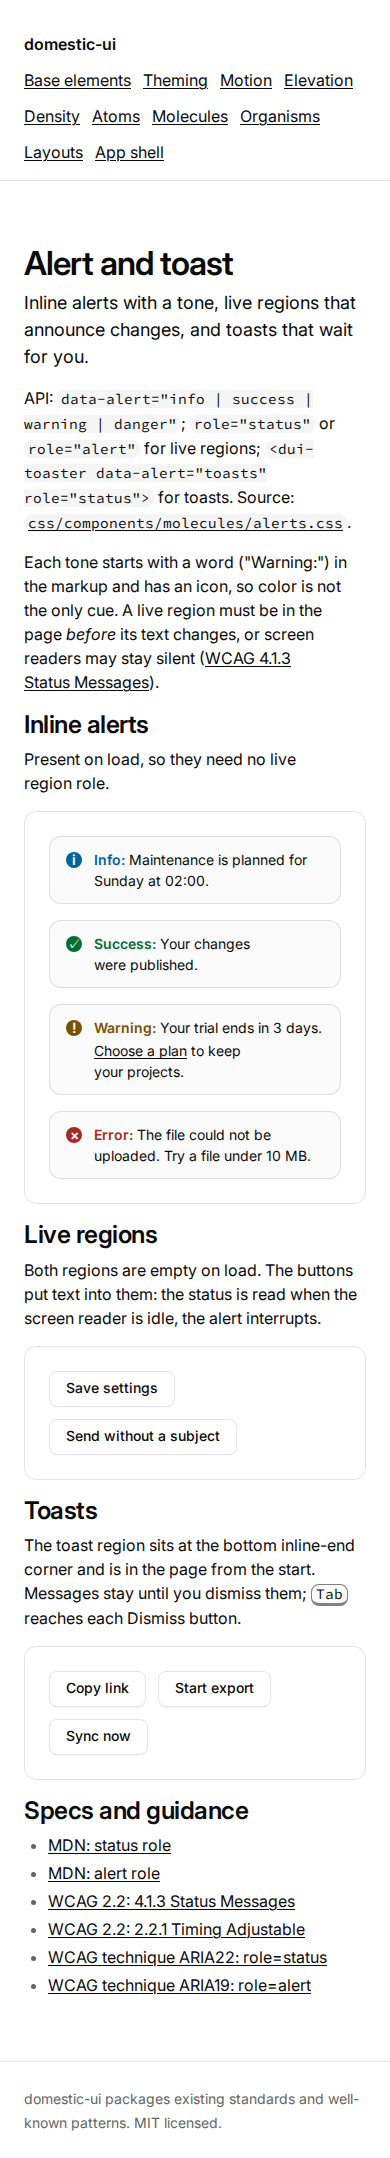 domestic-ui
Base elements Theming Motion Elevation
Density Atoms Molecules Organisms
Layouts App shell
Alert and toast
Inline alerts with a tone, live regions that
announce changes, and toasts that wait
for you.
API: data-alert="info | success |
warning | danger"; role="status" or
role="alert" for live regions; <dui-
toaster data-alert="toasts"
role="status"> for toasts. Source:
css/components/molecules/alerts.css.
Each tone starts with a word ("Warning:") in
the markup and has an icon, so color is not
the only cue. A live region must be in the
page before its text changes, or screen
readers may stay silent (WCAG 4.1.3
Status Messages).
Inline alerts
Present on load, so they need no live
region role.
Info: Maintenance is planned for
Sunday at 02:00.
Success: Your changes
were published.
Warning: Your trial ends in 3 days.
Choose a plan to keep
your projects.
Error: The file could not be
uploaded. Try a file under 10 MB.
Live regions
Both regions are empty on load. The buttons
put text into them: the status is read when the
screen reader is idle, the alert interrupts.
Save settings
Send without a subject
Toasts
The toast region sits at the bottom inline-end
corner and is in the page from the start.
Messages stay until you dismiss them; Tab
reaches each Dismiss button.
Copy link Start export
Sync now
Specs and guidance
MDN: status role
MDN: alert role
WCAG 2.2: 4.1.3 Status Messages
WCAG 2.2: 2.2.1 Timing Adjustable
WCAG technique ARIA22: role=status
WCAG technique ARIA19: role=alert
domestic-ui packages existing standards and well-
known patterns. MIT licensed.